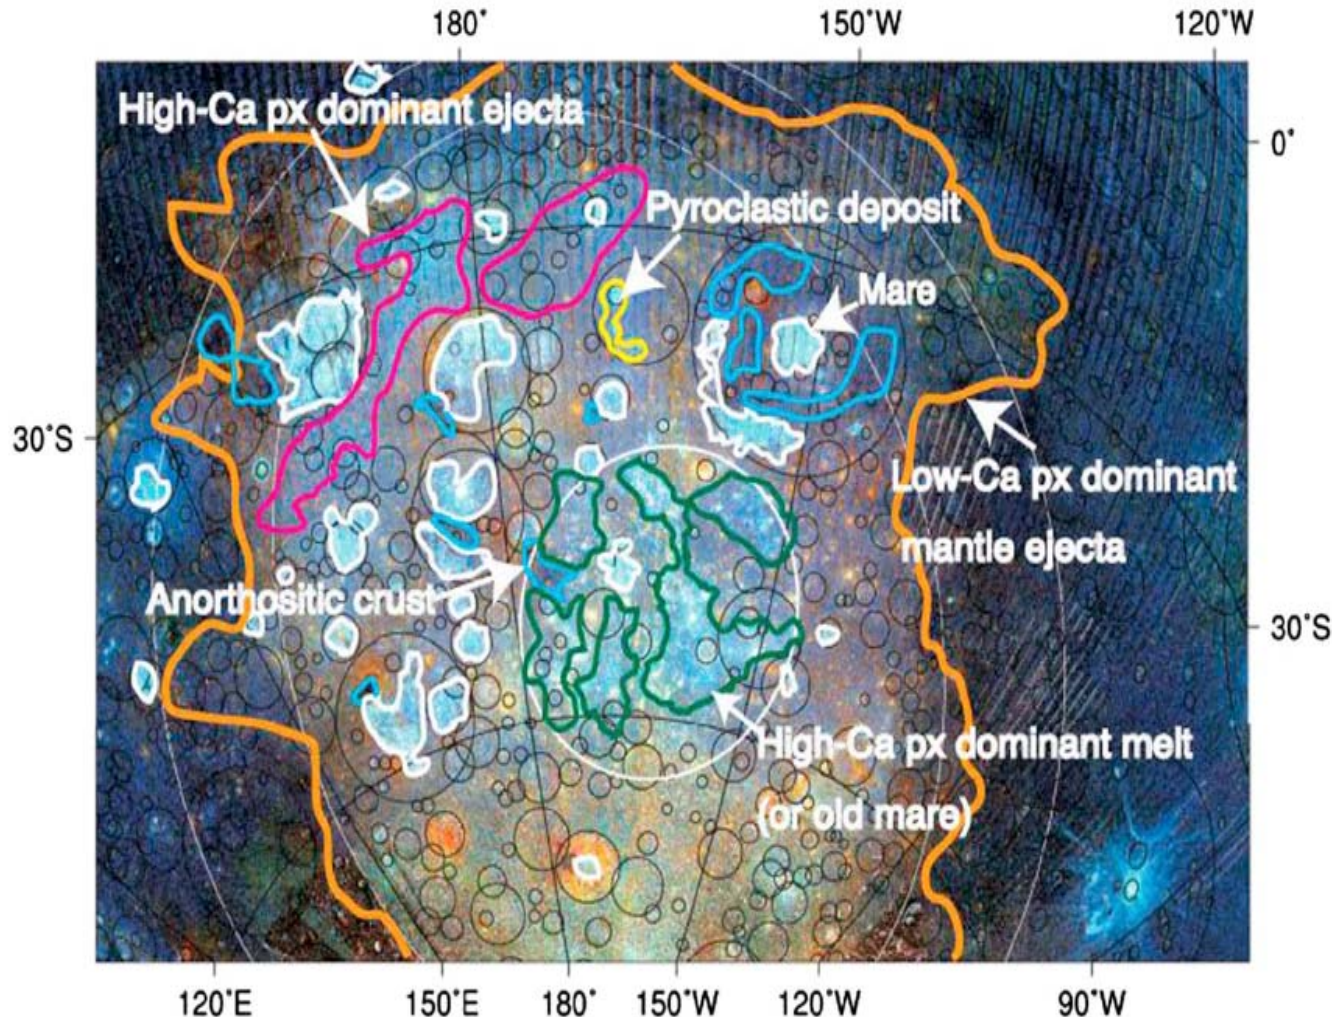 180° 150°W 120°W
High-Ca px dominant ejecta
0°
Pyroclastic deposit
Mare
30°S
Low-Ca px dominant
mantle ejecta
Anorthositic crust
30°S
High-Ca px dominant melt
(or old mare)
120°E 150°E 180° 150°W 120°W 90°W